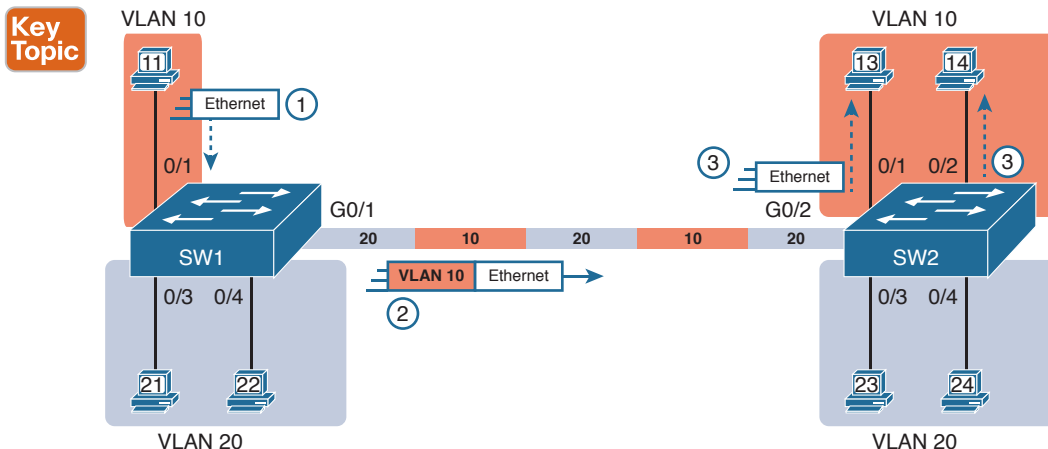 Key
Topic
VLAN 10
VLAN 10
11
13
14
Ethernet
1
3
Ethernet
3
0/1
0/1
0/2
G0/1
G0/2
20
10
20
10
20
SW1
SW2
VLAN 10
Ethernet
2
0/3
0/4
0/3
0/4
21
22
23
24
VLAN 20
VLAN 20